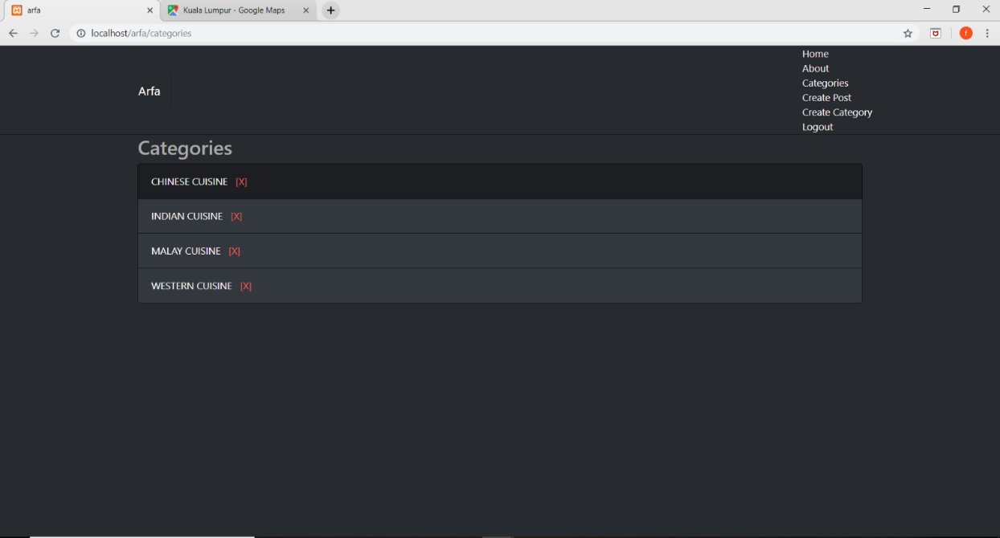 arfa
Kuala Lumpur - Google Maps
localhost/arfa/categories
f
Home
About
Categories
Create Post
Create Category
Logout
Arfa
Categories
CHINESE CUISINE [X]
INDIAN CUISINE [X]
MALAY CUISINE [X]
WESTERN CUISINE [X]